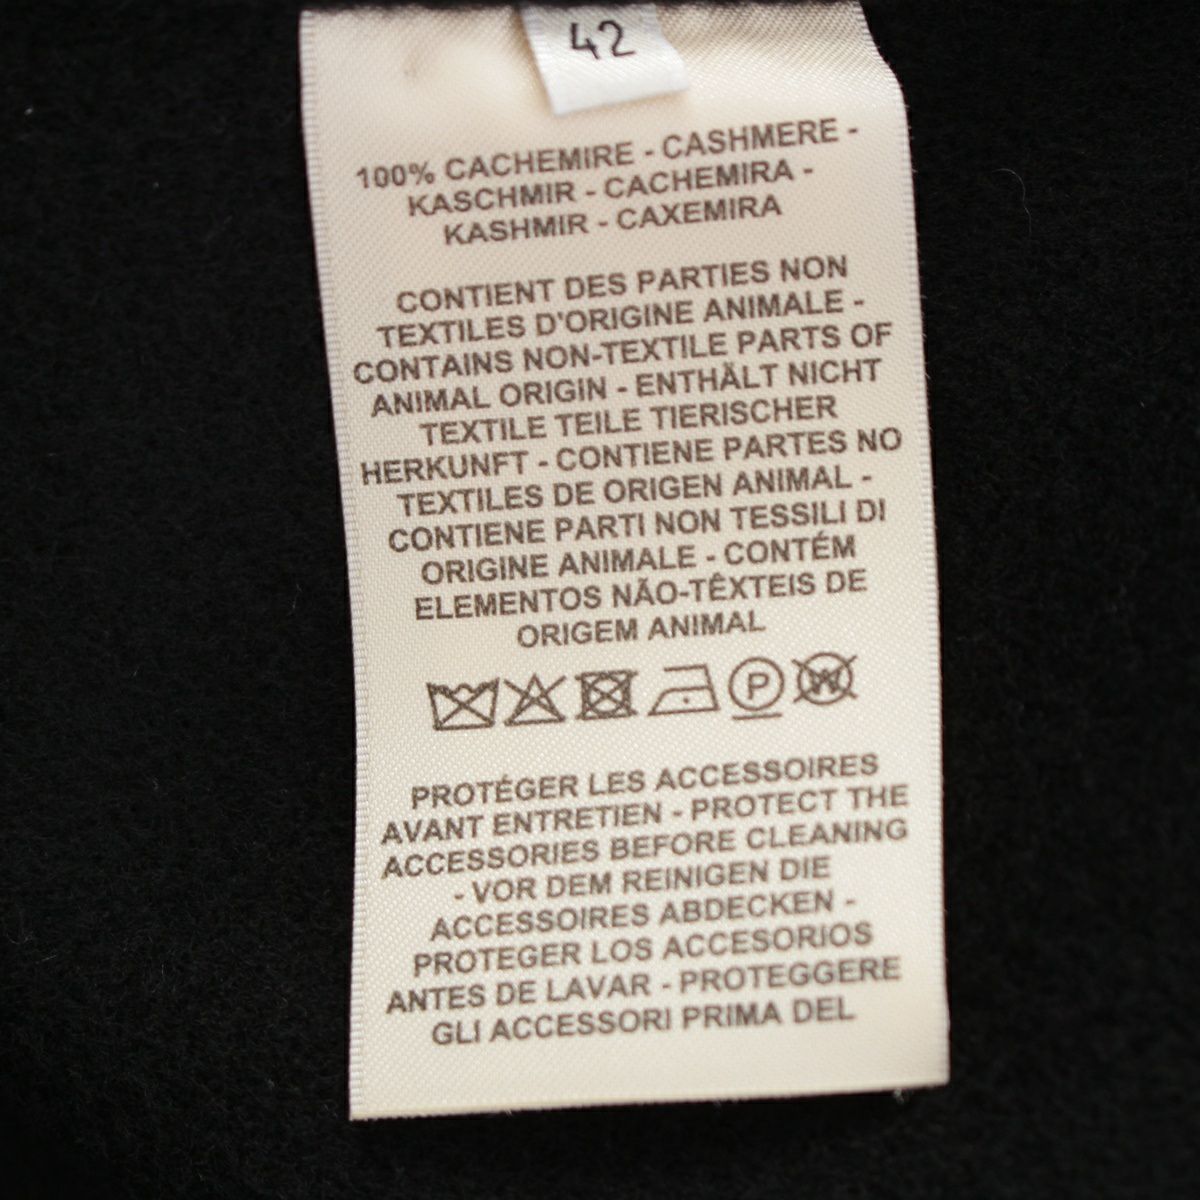 42
100% CACHEMIRE - CASHMERE -
KASCHMIR - CACHEMIRA -
KASHMIR - CAXEMIRA
CONTIENT DES PARTIES NON
TEXTILES D'ORIGINE ANIMALE -
CONTAINS NON-TEXTILE PARTS OF
ANIMAL ORIGIN - ENTHÄLT NICHT
TEXTILE TEILE TIERISCHER
HERKUNFT - CONTIENE PARTES NO
TEXTILES DE ORIGEN ANIMAL -
CONTIENE PARTI NON TESSILI DI
ORIGINE ANIMALE - CONTÉM
ELEMENTOS NÃO-TÊXTEIS DE
ORIGEM ANIMAL
P W
PROTÉGER LES ACCESSOIRES
AVANT ENTRETIEN - PROTECT THE
ACCESSORIES BEFORE CLEANING
- VOR DEM REINIGEN DIE
ACCESSOIRES ABDECKEN -
PROTEGER LOS ACCESORIOS
ANTES DE LAVAR - PROTEGGERE
GLI ACCESSORI PRIMA DEL